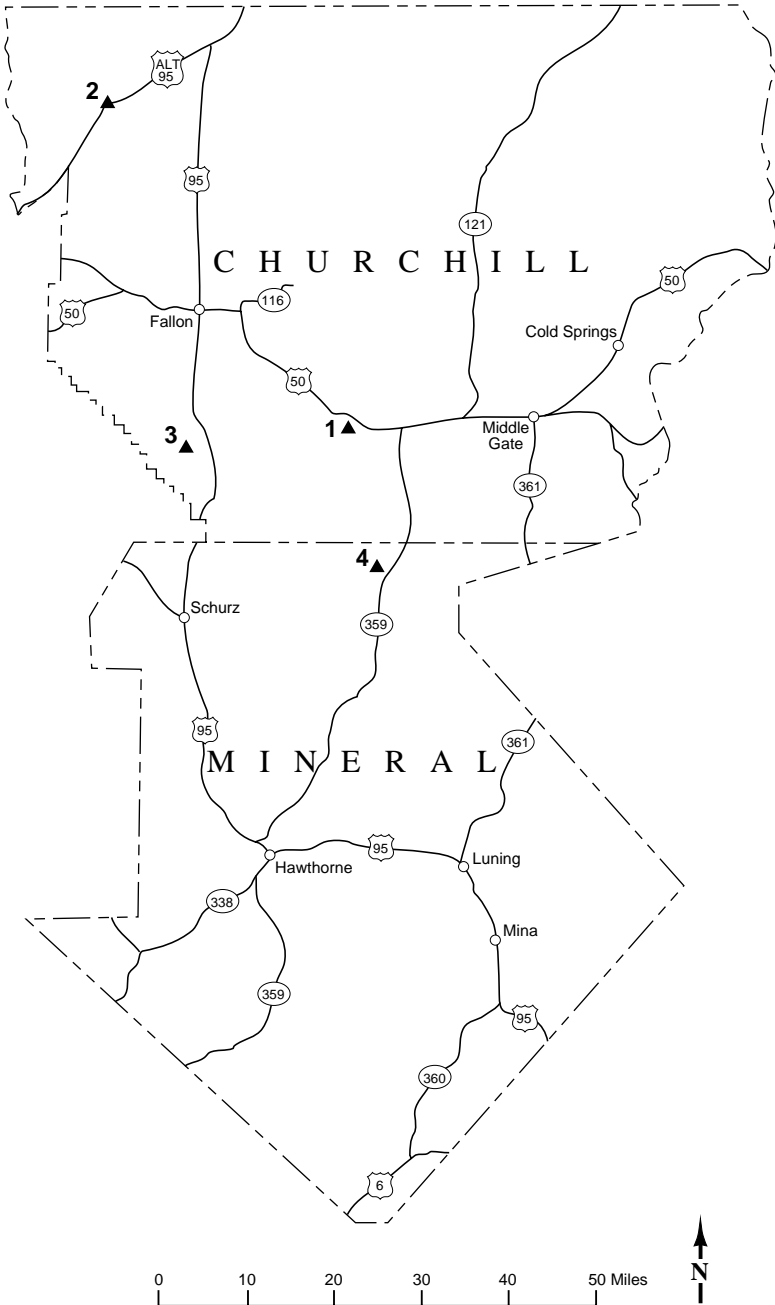 ALT
95
2
95
121
C H U R C H I L L
116
50
50
Fallon
Cold Springs
50
3
1
Middle
Gate
361
4
Schurz
359
95
361
M I N E R A L
95
Luning
Hawthorne
338
Mina
359
95
360
6
N
0 10 20 30 40 50 Miles